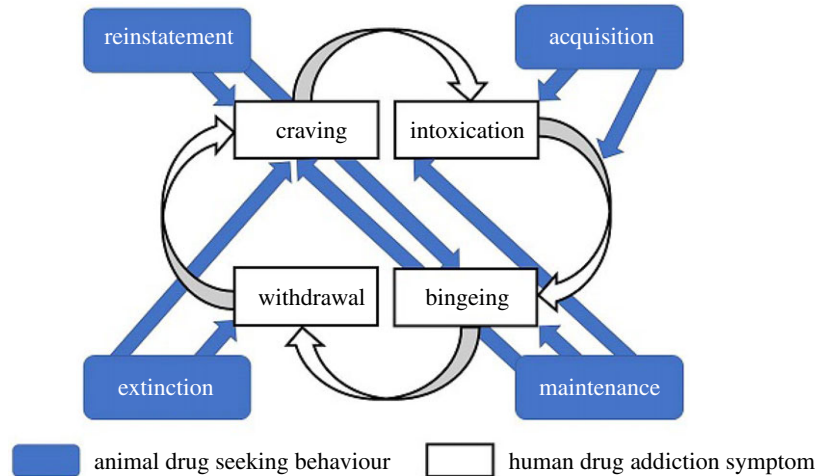 reinstatement
acquisition
craving
intoxication
withdrawal
bingeing
extinction
maintenance
animal drug seeking behaviour
human drug addiction symptom